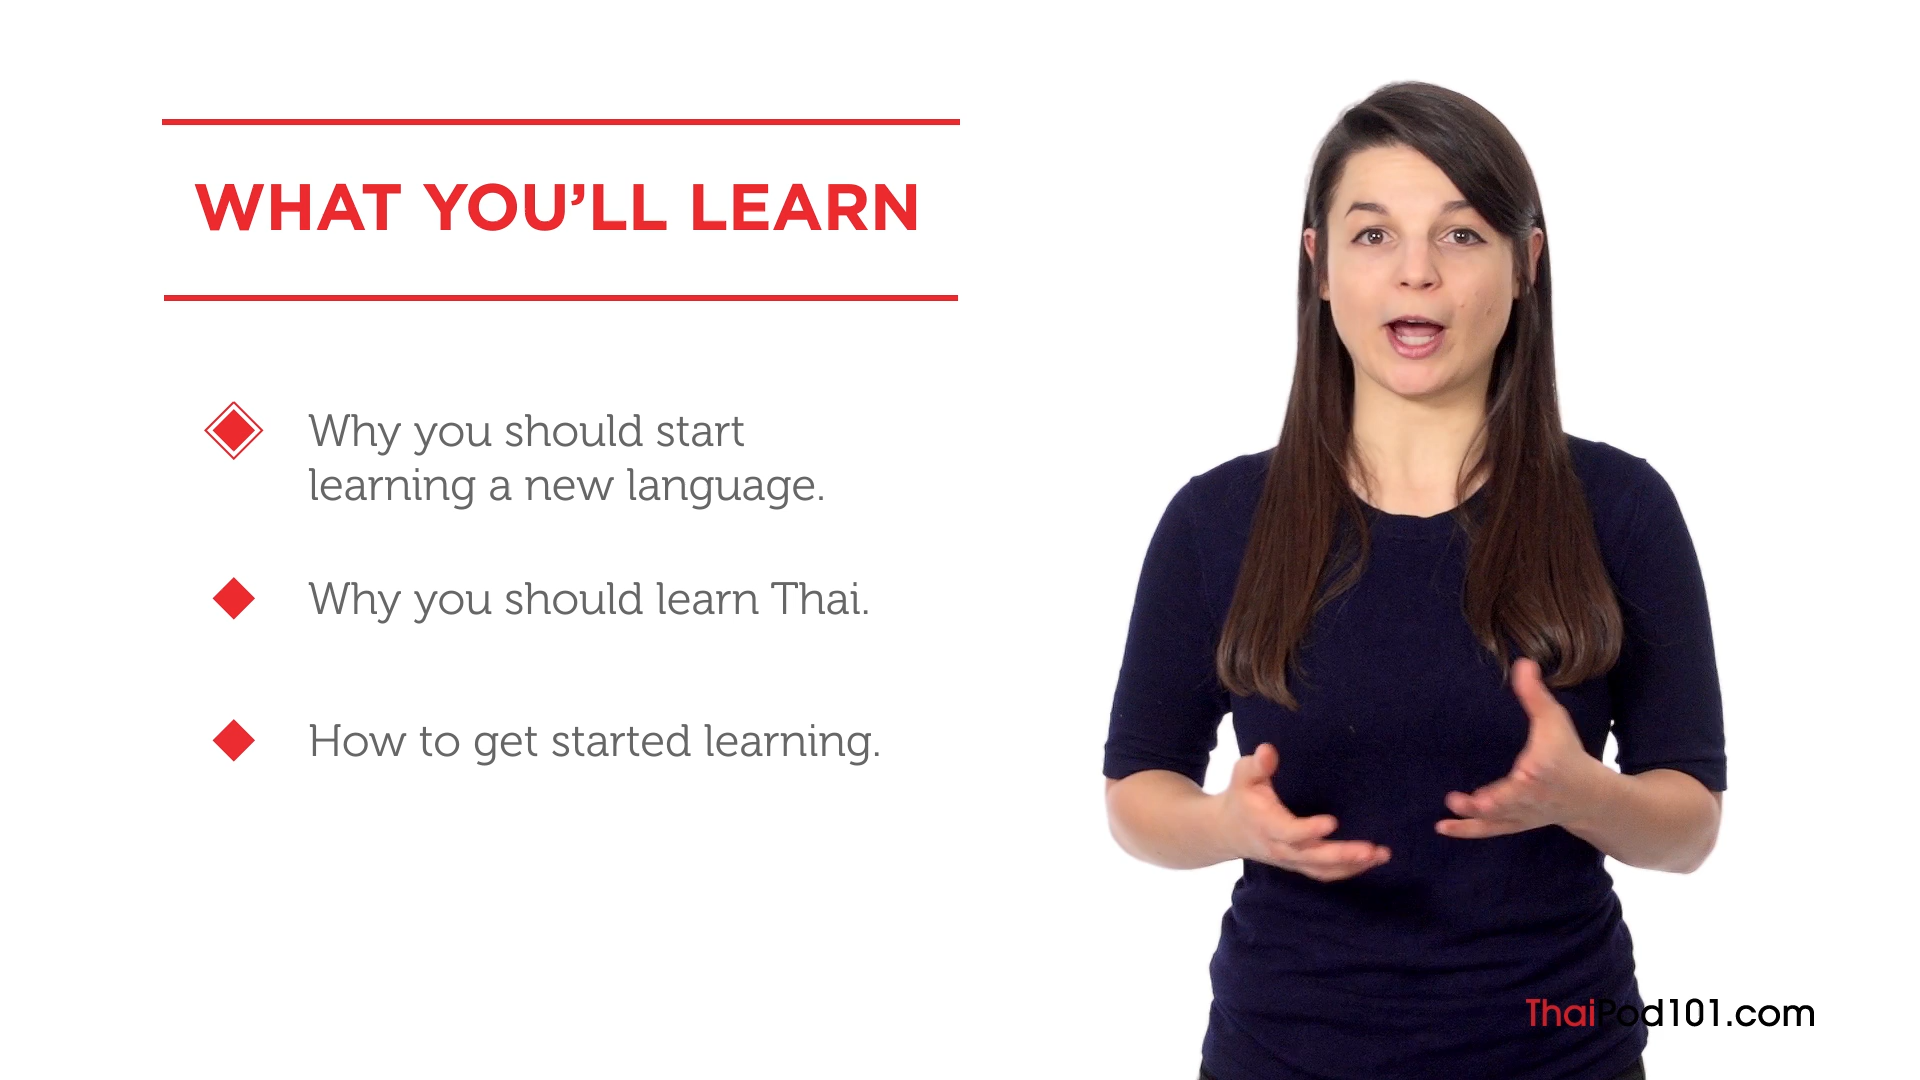 WHAT YOU’LL LEARN
Why you should start
learning a new language.
Why you should learn Thai.
How to get started learning.
ThaiPod101.com